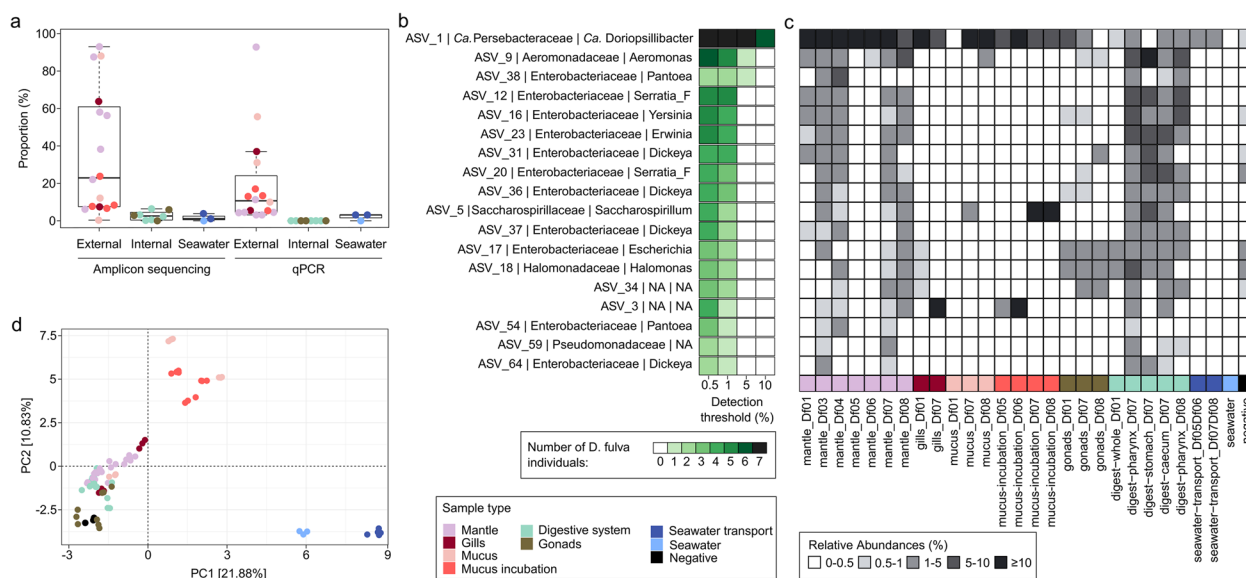 a
Proportion (%)
100
80
60
40
20
0
External Internal Seawater External Internal Seawater
Amplicon sequencing qPCR
b
ASV_1 | Ca.Persebacteraceae | Ca. Doriopsillibacter
ASV_9 | Aeromonadaceae | Aeromonas
ASV_38 | Enterobacteriaceae | Pantoea
ASV_12 | Enterobacteriaceae | Serratia_F
ASV_16 | Enterobacteriaceae | Yersinia
ASV_23 | Enterobacteriaceae | Erwinia
ASV_31 | Enterobacteriaceae | Dickeya
ASV_20 | Enterobacteriaceae | Serratia_F
ASV_36 | Enterobacteriaceae | Dickeya
ASV_5 |Saccharospirillaceae | Saccharospirillum
ASV_37 | Enterobacteriaceae | Dickeya
ASV_17 | Enterobacteriaceae | Escherichia
ASV_18 | Halomonadaceae | Halomonas
ASV_34 | NA | NA
ASV_3 | NA | NA
ASV_54 | Enterobacteriaceae | Pantoea
ASV_59 | Pseudomonadaceae | NA
ASV_64 | Enterobacteriaceae | Dickeya
0.5 1 5 10
Detection
threshold (%)
Number of D. fulva
individuals:
0 1 2 3 4 5 6 7
c
mantle_Df01
mantle_Df03
mantle_Df04
mantle_Df05
mantle_Df06
mantle_Df07
mantle_Df08
gills_Df01
gills_Df07
mucus_Df01
mucus_Df07
mucus_Df08
mucus-incubation_Df05
mucus-incubation_Df06
mucus-incubation_Df07
mucus-incubation_Df08
gonads_Df01
gonads_Df07
gonads_Df08
digest-whole_Df01
digest-pharynx_Df07
digest-stomach_Df07
digest-caecum_Df07
digest-pharynx_Df08
seawater-transport_Df05Df06
seawater-transport_Df07Df08
seawater
negative
Relative Abundances (%)
0-0.5 0.5-1 1-5 5-10 ≥10
d
PC2 [10.83%]
7.5
5.0
2.5
0
-2.5
-3 0 3 6 9
PC1 [21.88%]
Sample type
Mantle
Gills
Mucus
Mucus incubation
Digestive system
Gonads
Seawater transport
Seawater
Negative